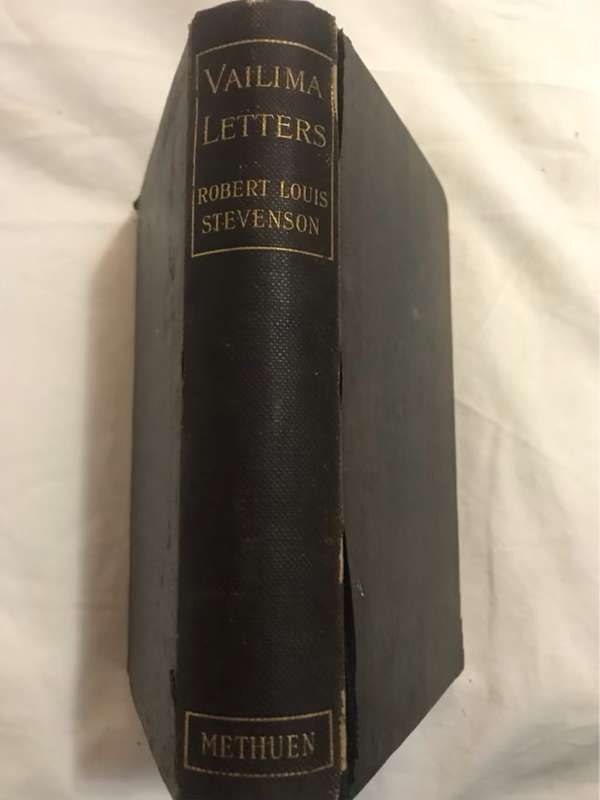 VAILIMA
LETTERS
ROBERT LOUIS
STEVENSON
METHUEN